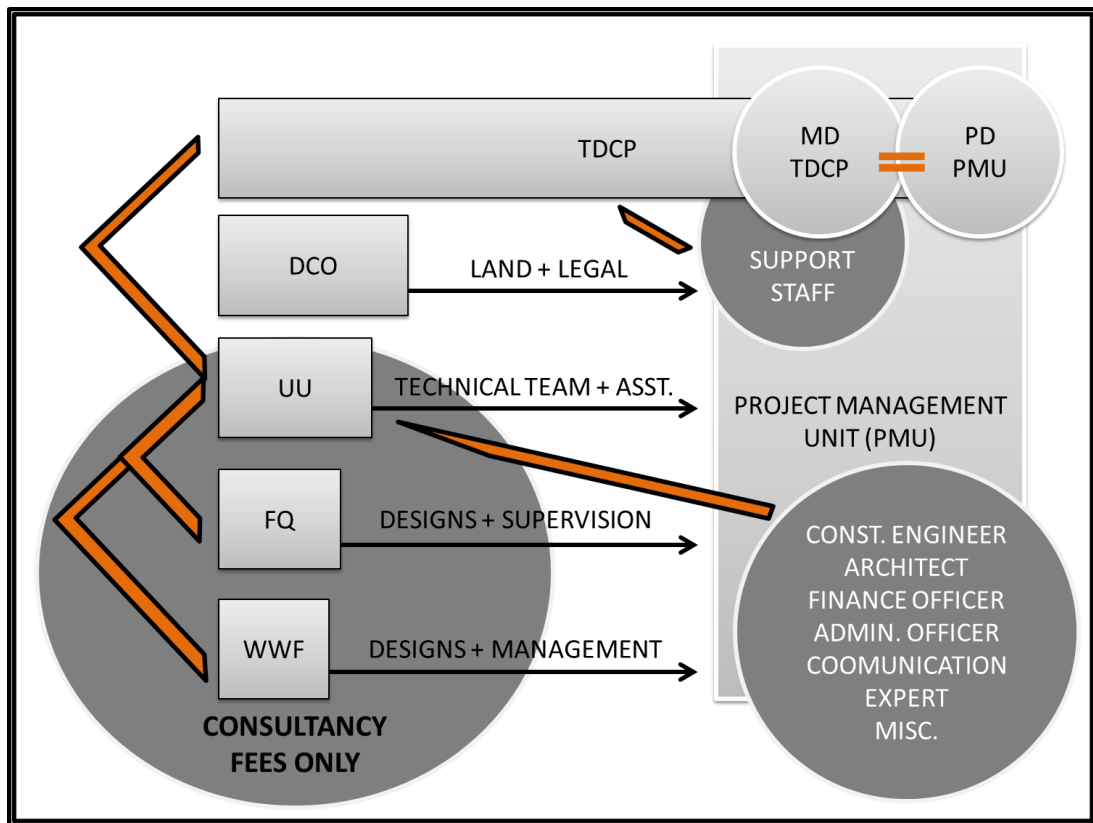 TDCP
MD
TDCP
PD
PMU
DCO
LAND + LEGAL
SUPPORT
STAFF
UU
TECHNICAL TEAM + ASST.
PROJECT MANAGEMENT
UNIT (PMU)
FQ
DESIGNS + SUPERVISION
WWF
DESIGNS + MANAGEMENT
CONST. ENGINEER
ARCHITECT
FINANCE OFFICER
ADMIN. OFFICER
COOMUNICATION
EXPERT
MISC.
CONSULTANCY
FEES ONLY